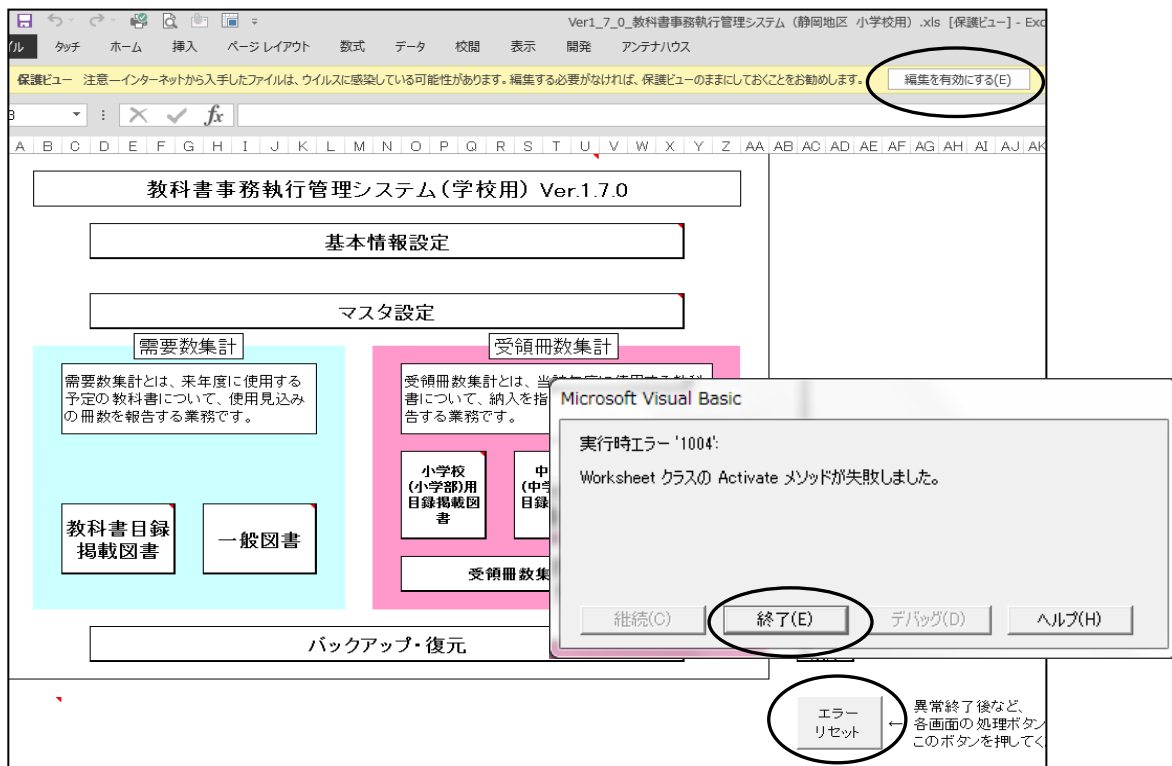 Ver1_7_0_教科書事務執行管理システム（静岡地区 小学校用）.xls [保護ビュー] - Exc
イル タッチ ホーム 挿入 ページ レイアウト 数式 データ 校閲 表示 開発 アンテナハウス
保護ビュー 注意—インターネットから入手したファイルは、ウイルスに感染している可能性があります。編集する必要がなければ、保護ビューのままにしておくことをお勧めします。 編集を有効にする(E)
fx
A B C D E F G H I J K L M N O P Q R S T U V W X Y Z AA AB AC AD AE AF AG AH AI AJ AK
教科書事務執行管理システム(学校用) Ver.1.7.0
基本情報設定
マスタ設定
需要数集計
需要数集計とは、来年度に使用する
予定の教科書について、使用見込み
の冊数を報告する業務です。
教科書目録
掲載図書
一般図書
受領冊数集計
受領冊数集計とは、当
書について、納入を指
告する業務です。
小学校
(小学部)用
目録掲載図
書
中
(中学
目録
受領冊数集
バックアップ・復元
Microsoft Visual Basic
実行時エラー '1004':
Worksheet クラスの Activate メソッドが失敗しました。
継続(C) 終了(E) デバッグ(D) ヘルプ(H)
エラー
リセット
← 異常終了後など、
各画面の処理ボタン
このボタンを押してく